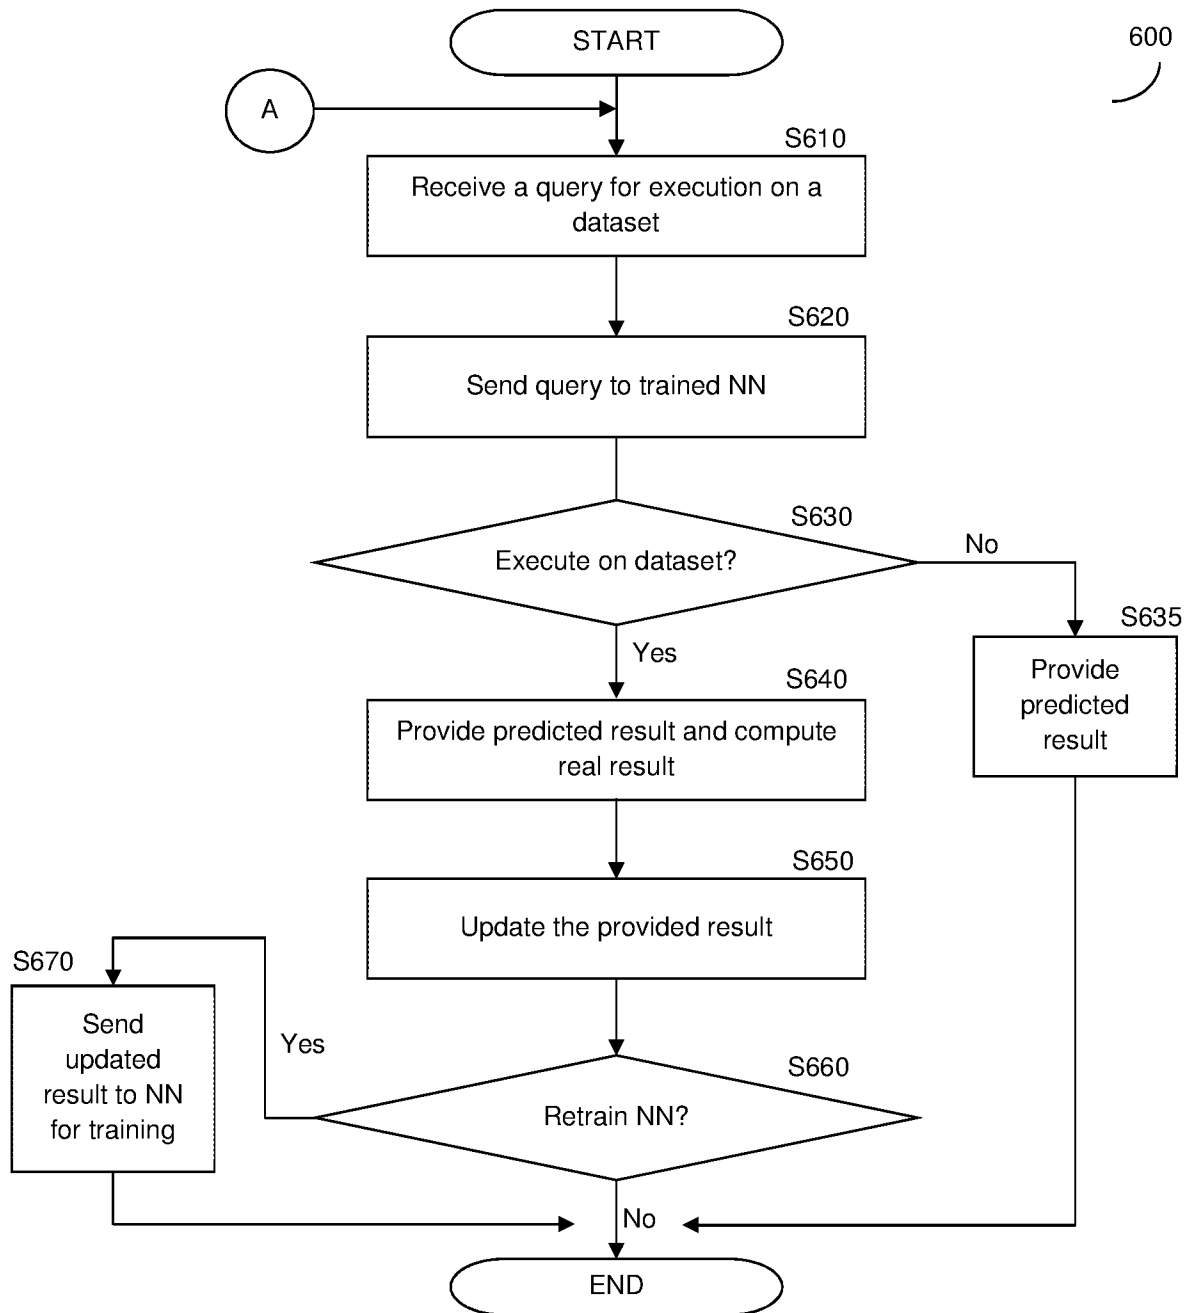 START
600
A
S610
Receive a query for execution on a
dataset
S620
Send query to trained NN
S630
Execute on dataset?
No
S635
Yes
Provide
predicted
result
S640
Provide predicted result and compute
real result
S650
Update the provided result
S670
Send
updated
result to NN
for training
Yes
S660
Retrain NN?
No
END